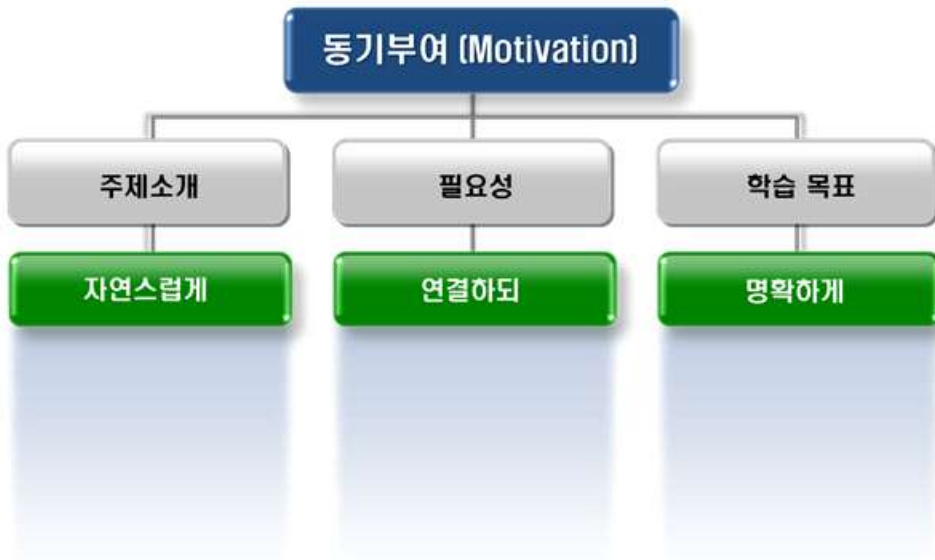 동기부여 (Motivation)
주제소개
필요성
학습 목표
자연스럽게
연결하되
명확하게